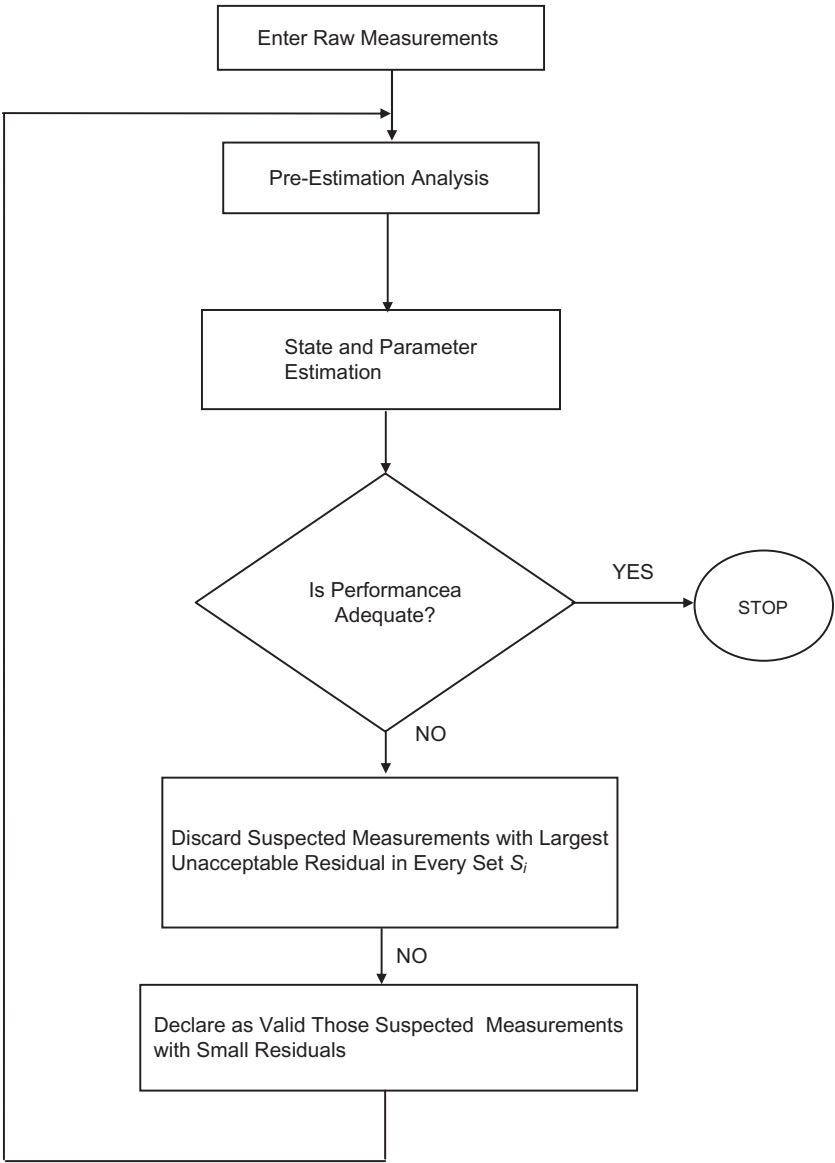 Enter Raw Measurements
Pre-Estimation Analysis
State and Parameter
Estimation
Is Performancea
Adequate?
YES
STOP
NO
Discard Suspected Measurements with Largest
Unacceptable Residual in Every Set Si
NO
Declare as Valid Those Suspected Measurements
with Small Residuals